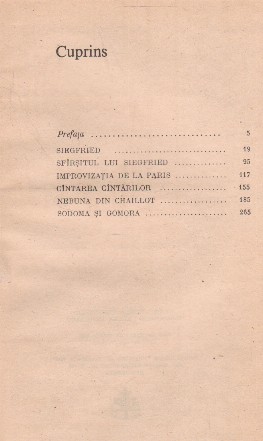 Cuprins
Prefața . . . . . . . . . . . . . . . . . . . . . . 5
SIEGFRIED . . . . . . . . . . . . . . . . . . 19
SFÎRȘITUL LUI SIEGFRIED . . . . . . . . . . 95
IMPROVIZAȚIA DE LA PARIS . . . . . . . . . . 117
CÎNTAREA CÎNTĂRILOR . . . . . . . . . . . . 155
NEBUNA DIN CHAILLOT . . . . . . . . . . . . 185
SODOMA ȘI GOMORA . . . . . . . . . . . . . . 265